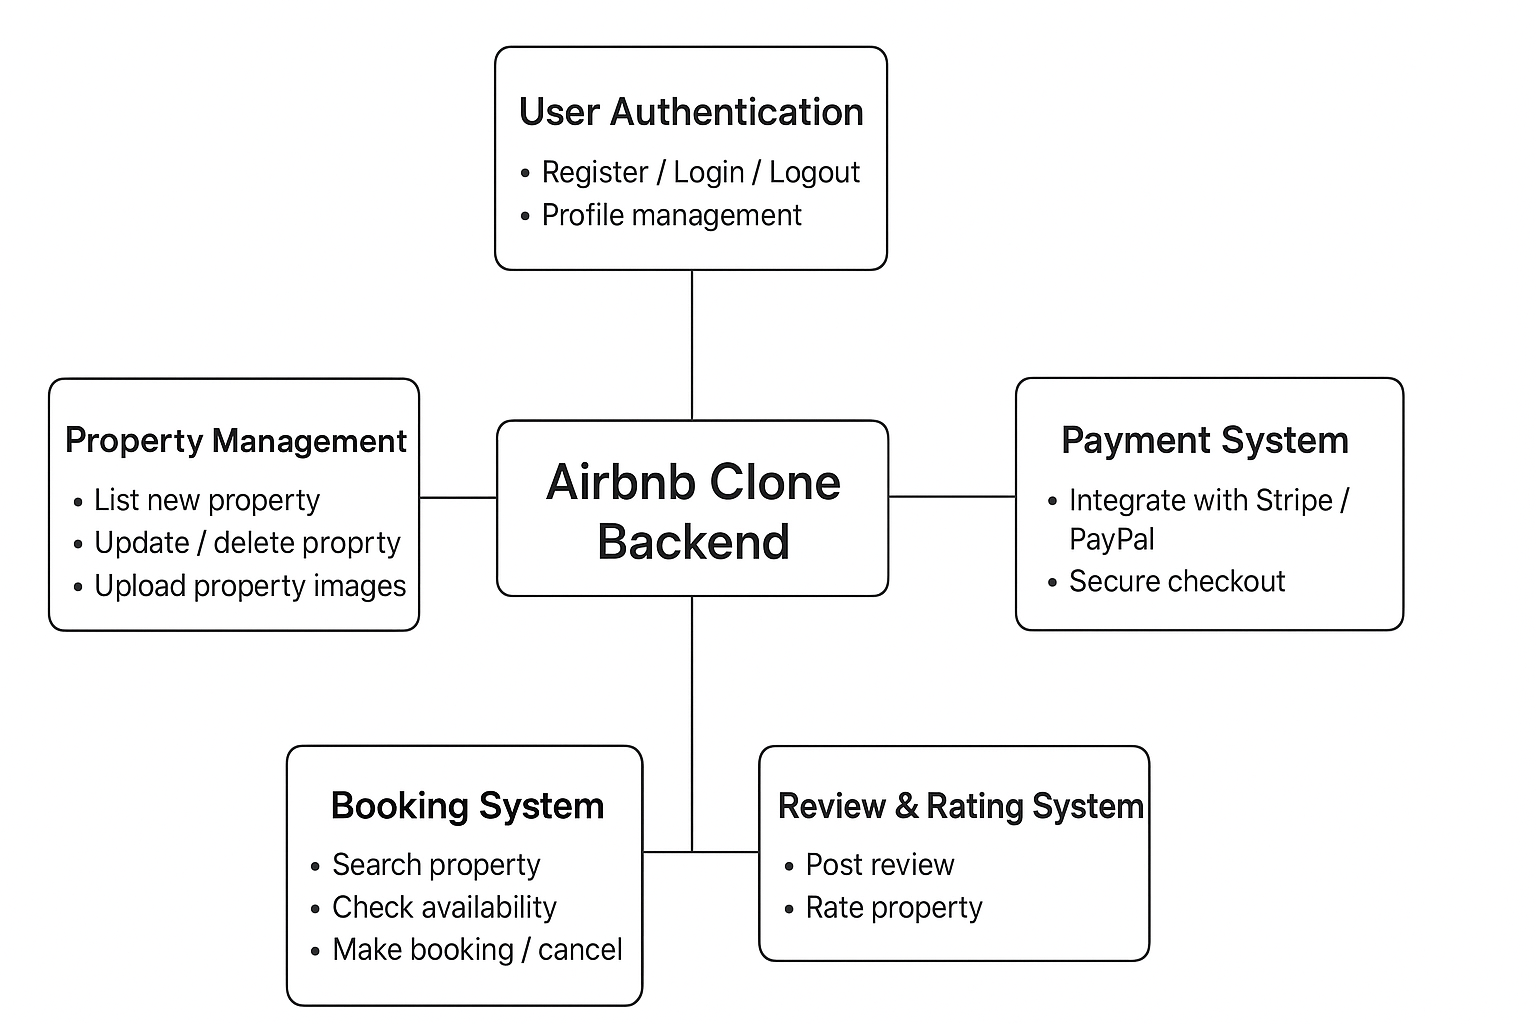 User Authentication
• Register / Login / Logout
• Profile management
Property Management
• List new property
• Update / delete proprty
• Upload property images
Airbnb Clone
Backend
Payment System
• Integrate with Stripe /
PayPal
• Secure checkout
Booking System
• Search property
• Check availability
• Make booking / cancel
Review & Rating System
• Post review
• Rate property